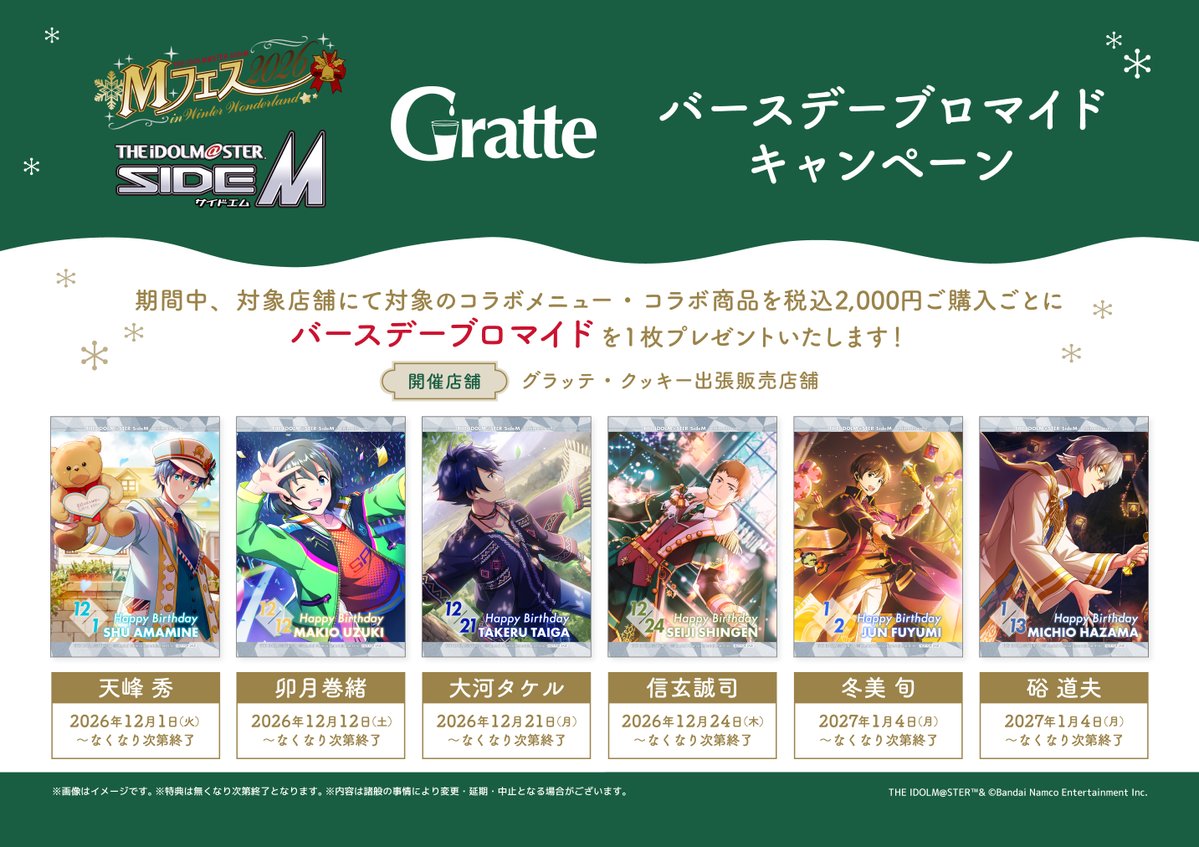 Mフェス2026
in Winter Wonderland
THE iDOLM@STER
SIDE M
サイドエム
Gratte
バースデーブロマイド
キャンペーン
期間中、対象店舗にて対象のコラボメニュー・コラボ商品を税込2,000円ご購入ごとに
バースデーブロマイドを1枚プレゼントいたします!
開催店舗 グラッテ・クッキー出張販売店舗
12/1 Happy Birthday
SHU AMAMINE
12/12 Happy Birthday
MAKIO UZUKI
12/21 Happy Birthday
TAKERU TAIGA
12/24 Happy Birthday
SEIJI SHINGEN
1/2 Happy Birthday
JUN FUYUMI
1/13 Happy Birthday
MICHIO HAZAMA
天峰 秀
2026年12月1日(火)
~なくなり次第終了
卯月巻緒
2026年12月12日(土)
~なくなり次第終了
大河タケル
2026年12月21日(月)
~なくなり次第終了
信玄誠司
2026年12月24日(木)
~なくなり次第終了
冬美 旬
2027年1月4日(月)
~なくなり次第終了
硲 道夫
2027年1月4日(月)
~なくなり次第終了
※画像はイメージです。※特典は無くなり次第終了となります。※内容は諸般の事情により変更・延期・中止となる場合がございます。
THE IDOLM@STER™& ©Bandai Namco Entertainment Inc.